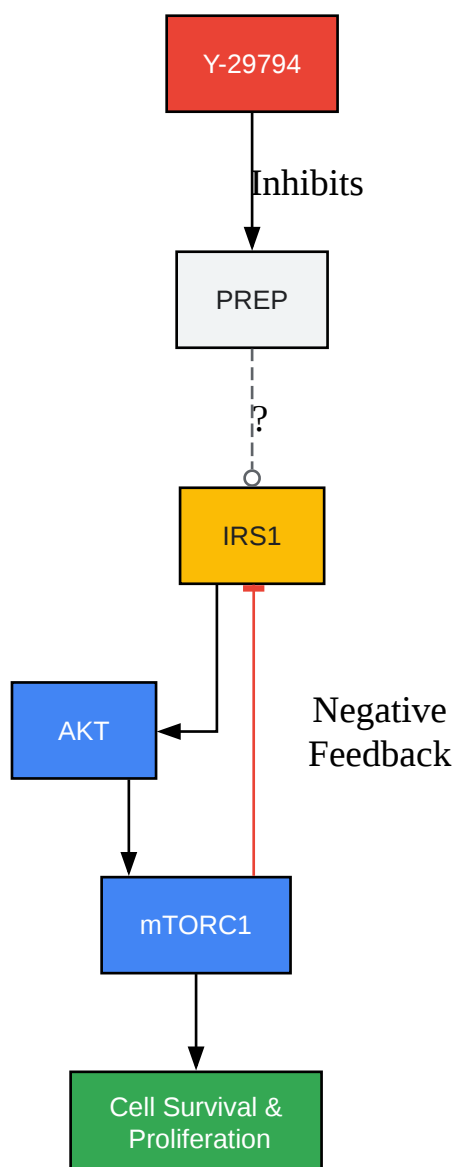 Y-29794
Inhibits
PREP
?
IRS1
AKT
Negative
Feedback
mTORC1
Cell Survival &
Proliferation